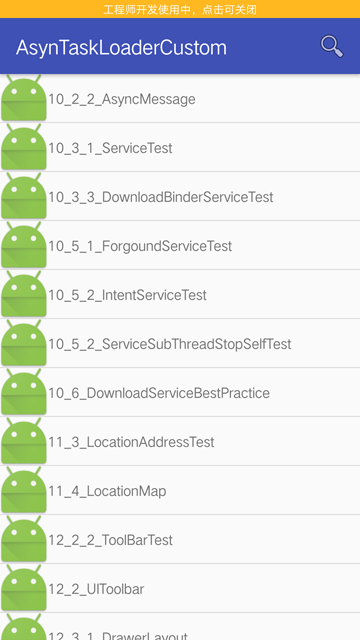 工程师开发使用中，点击可关闭
AsynTaskLoaderCustom
10_2_2_AsyncMessage
10_3_1_ServiceTest
10_3_3_DownloadBinderServiceTest
10_5_1_ForgoundServiceTest
10_5_2_IntentServiceTest
10_5_2_ServiceSubThreadStopSelfTest
10_6_DownloadServiceBestPractice
11_3_LocationAddressTest
11_4_LocationMap
12_2_2_ToolBarTest
12_2_UIToolbar
12_3_1_DrawerLayout